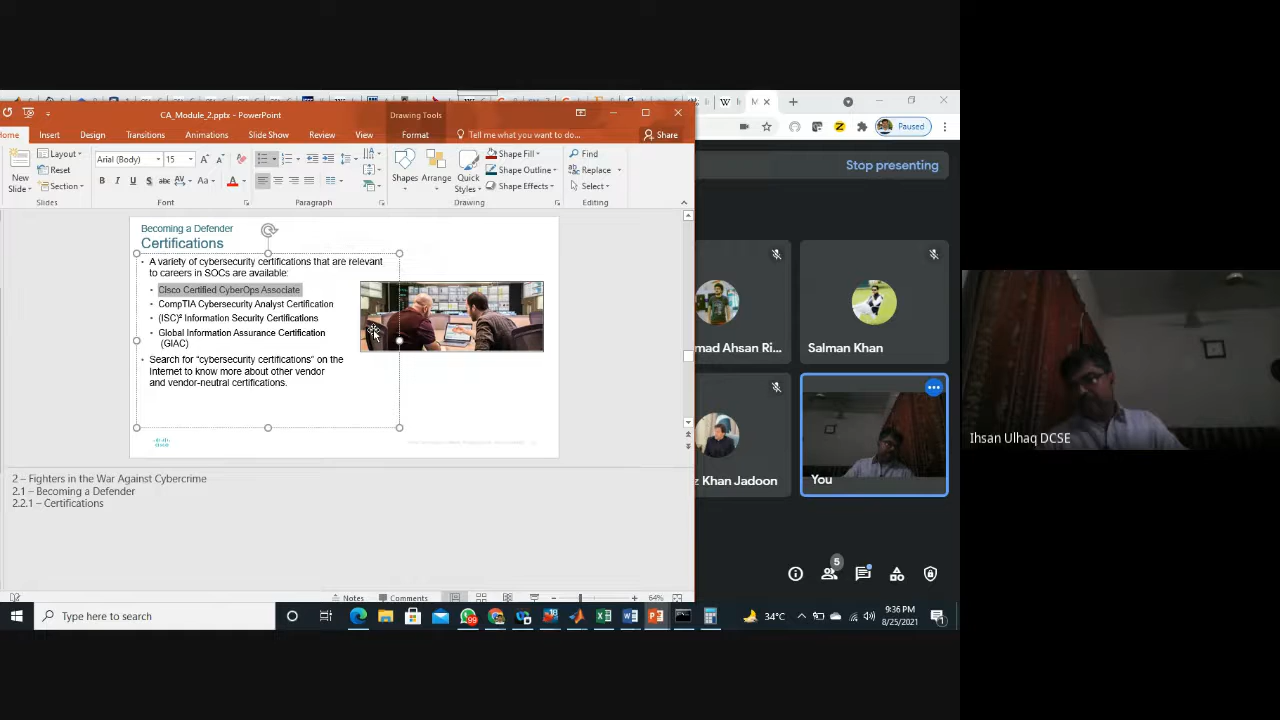 CA_Module_2.pptx - PowerPoint
Drawing Tools
Home
Insert
Design
Transitions
Animations
Slide Show
Review
View
Format
Tell me what you want to do...
Share
New
Slide
Layout
Reset
Section
Slides
Arial (Body)
15
Font
Paragraph
Shapes
Arrange
Quick
Styles
Shape Fill
Shape Outline
Shape Effects
Drawing
Find
Replace
Select
Editing
Paused
Stop presenting
Becoming a Defender
Certifications
• A variety of cybersecurity certifications that are relevant
to careers in SOCs are available:
• Cisco Certified CyberOps Associate
• CompTIA Cybersecurity Analyst Certification
• (ISC)² Information Security Certifications
• Global Information Assurance Certification
(GIAC)
• Search for “cybersecurity certifications” on the
Internet to know more about other vendor
and vendor-neutral certifications.
2 – Fighters in the War Against Cybercrime
2.1 – Becoming a Defender
2.2.1 – Certifications
Notes
Comments
64%
mad Ahsan Ri...
Salman Khan
z Khan Jadoon
You
5
Ihsan Ulhaq DCSE
Type here to search
99
34°C
9:36 PM
8/25/2021
1